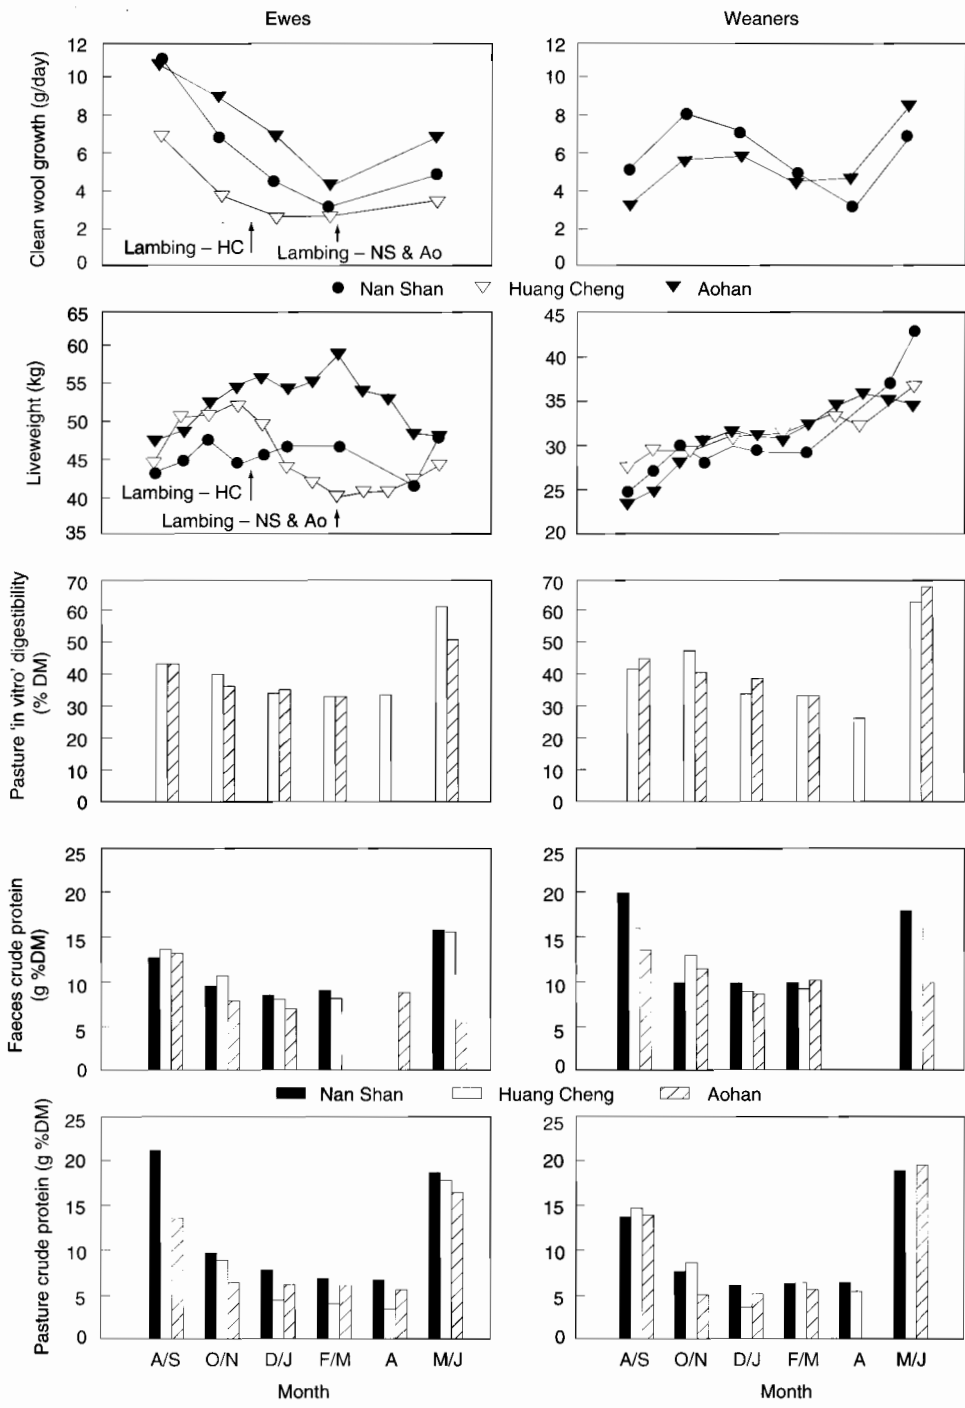 Ewes
Weaners
Clean wool growth (g/day)
12
10
8
6
4
2
0
Lambing – HC
Lambing – NS & Ao
12
10
8
6
4
2
0
Nan Shan
Huang Cheng
Aohan
Liveweight (kg)
65
60
55
50
45
40
35
Lambing – HC
Lambing – NS & Ao
45
40
35
30
25
20
Pasture 'in vitro' digestibility
(% DM)
70
60
50
40
30
20
10
0
70
60
50
40
30
20
10
0
Faeces crude protein
(g %DM)
25
20
15
10
5
0
25
20
15
10
5
0
Nan Shan
Huang Cheng
Aohan
Pasture crude protein (g %DM)
25
20
15
10
5
0
25
20
15
10
5
0
A/S O/N D/J F/M A M/J
A/S O/N D/J F/M A M/J
Month
Month